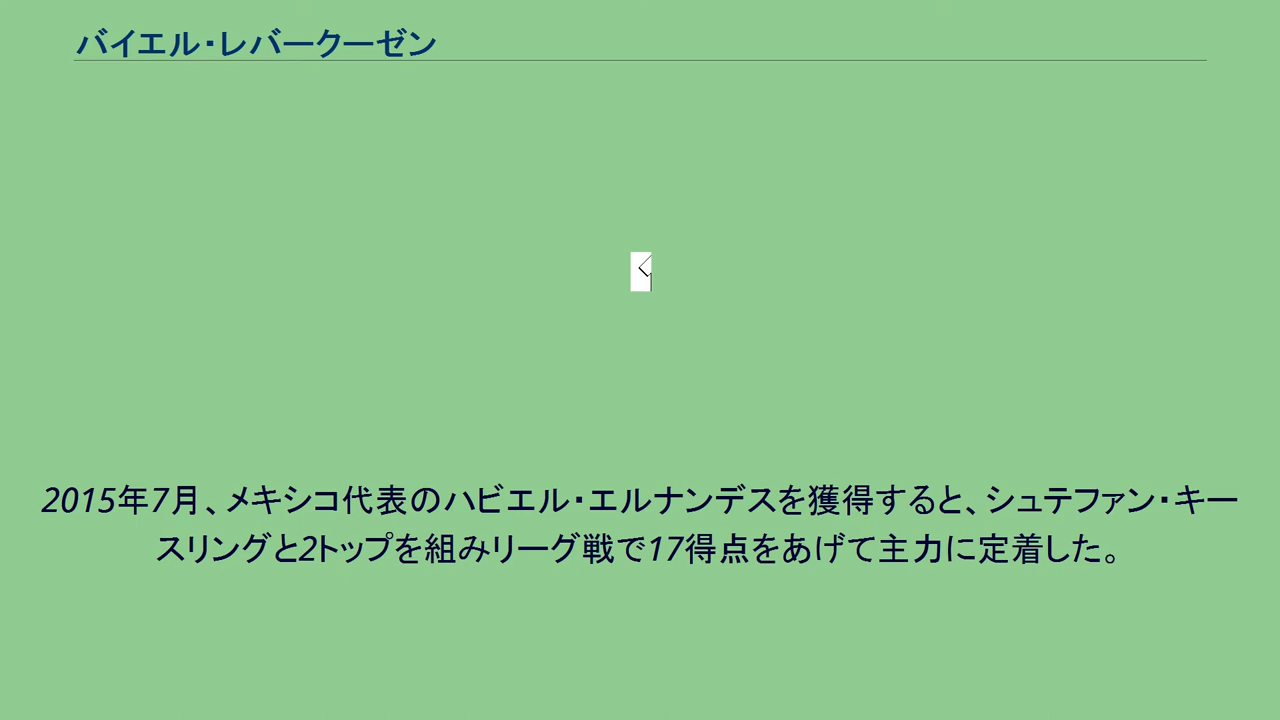 バイエル・レバークーゼン
2015年7月、メキシコ代表のハビエル・エルナンデスを獲得すると、シュテファン・キー
スリングと2トップを組みリーグ戦で17得点をあげて主力に定着した。